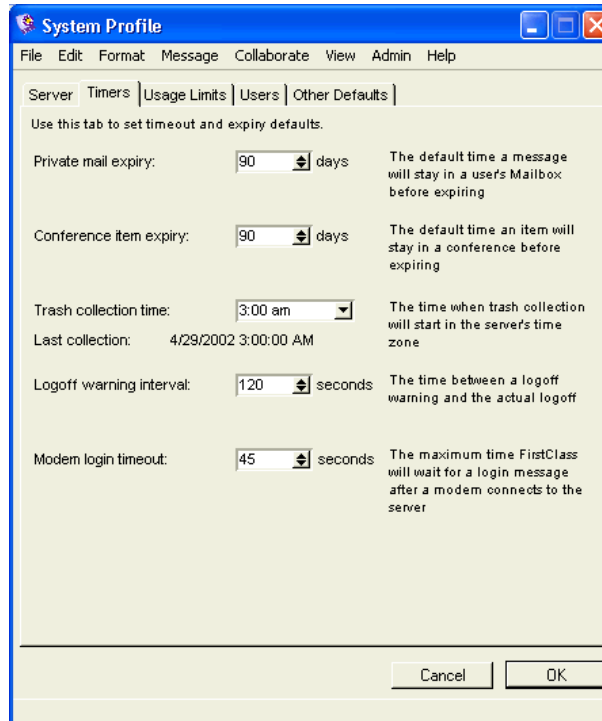 System Profile
File Edit Format Message Collaborate View Admin Help
Server Timers Usage Limits Users Other Defaults
Use this tab to set timeout and expiry defaults.
Private mail expiry: 90 days The default time a message
will stay in a user's Mailbox
before expiring
Conference item expiry: 90 days The default time an item will
stay in a conference before
expiring
Trash collection time: 3:00 am The time when trash collection
will start in the server's time
zone
Last collection: 4/29/2002 3:00:00 AM
Logoff warning interval: 120 seconds The time between a logoff
warning and the actual logoff
Modem login timeout: 45 seconds The maximum time FirstClass
will wait for a login message
after a modem connects to the
server
Cancel OK